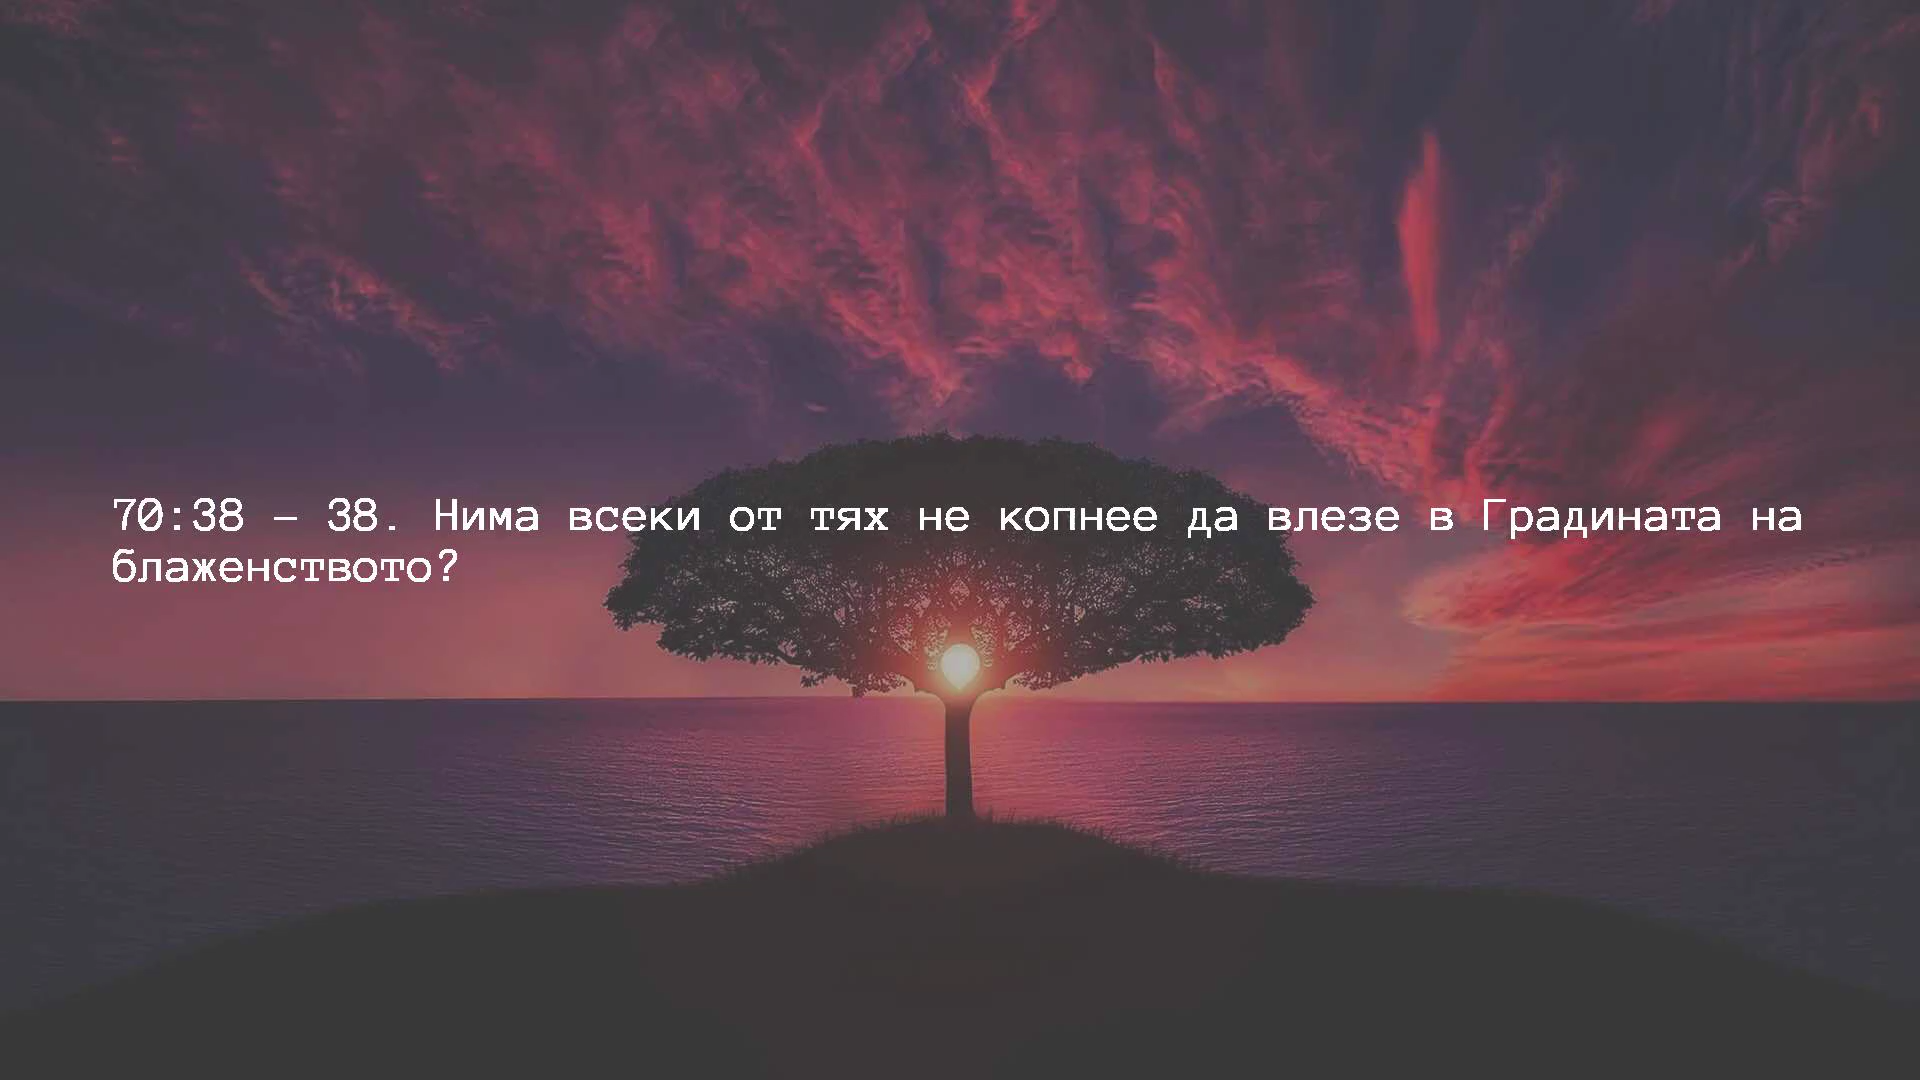 70:38 – 38. Нима всеки от тях не копнее да влезе в Градината на
блаженството?